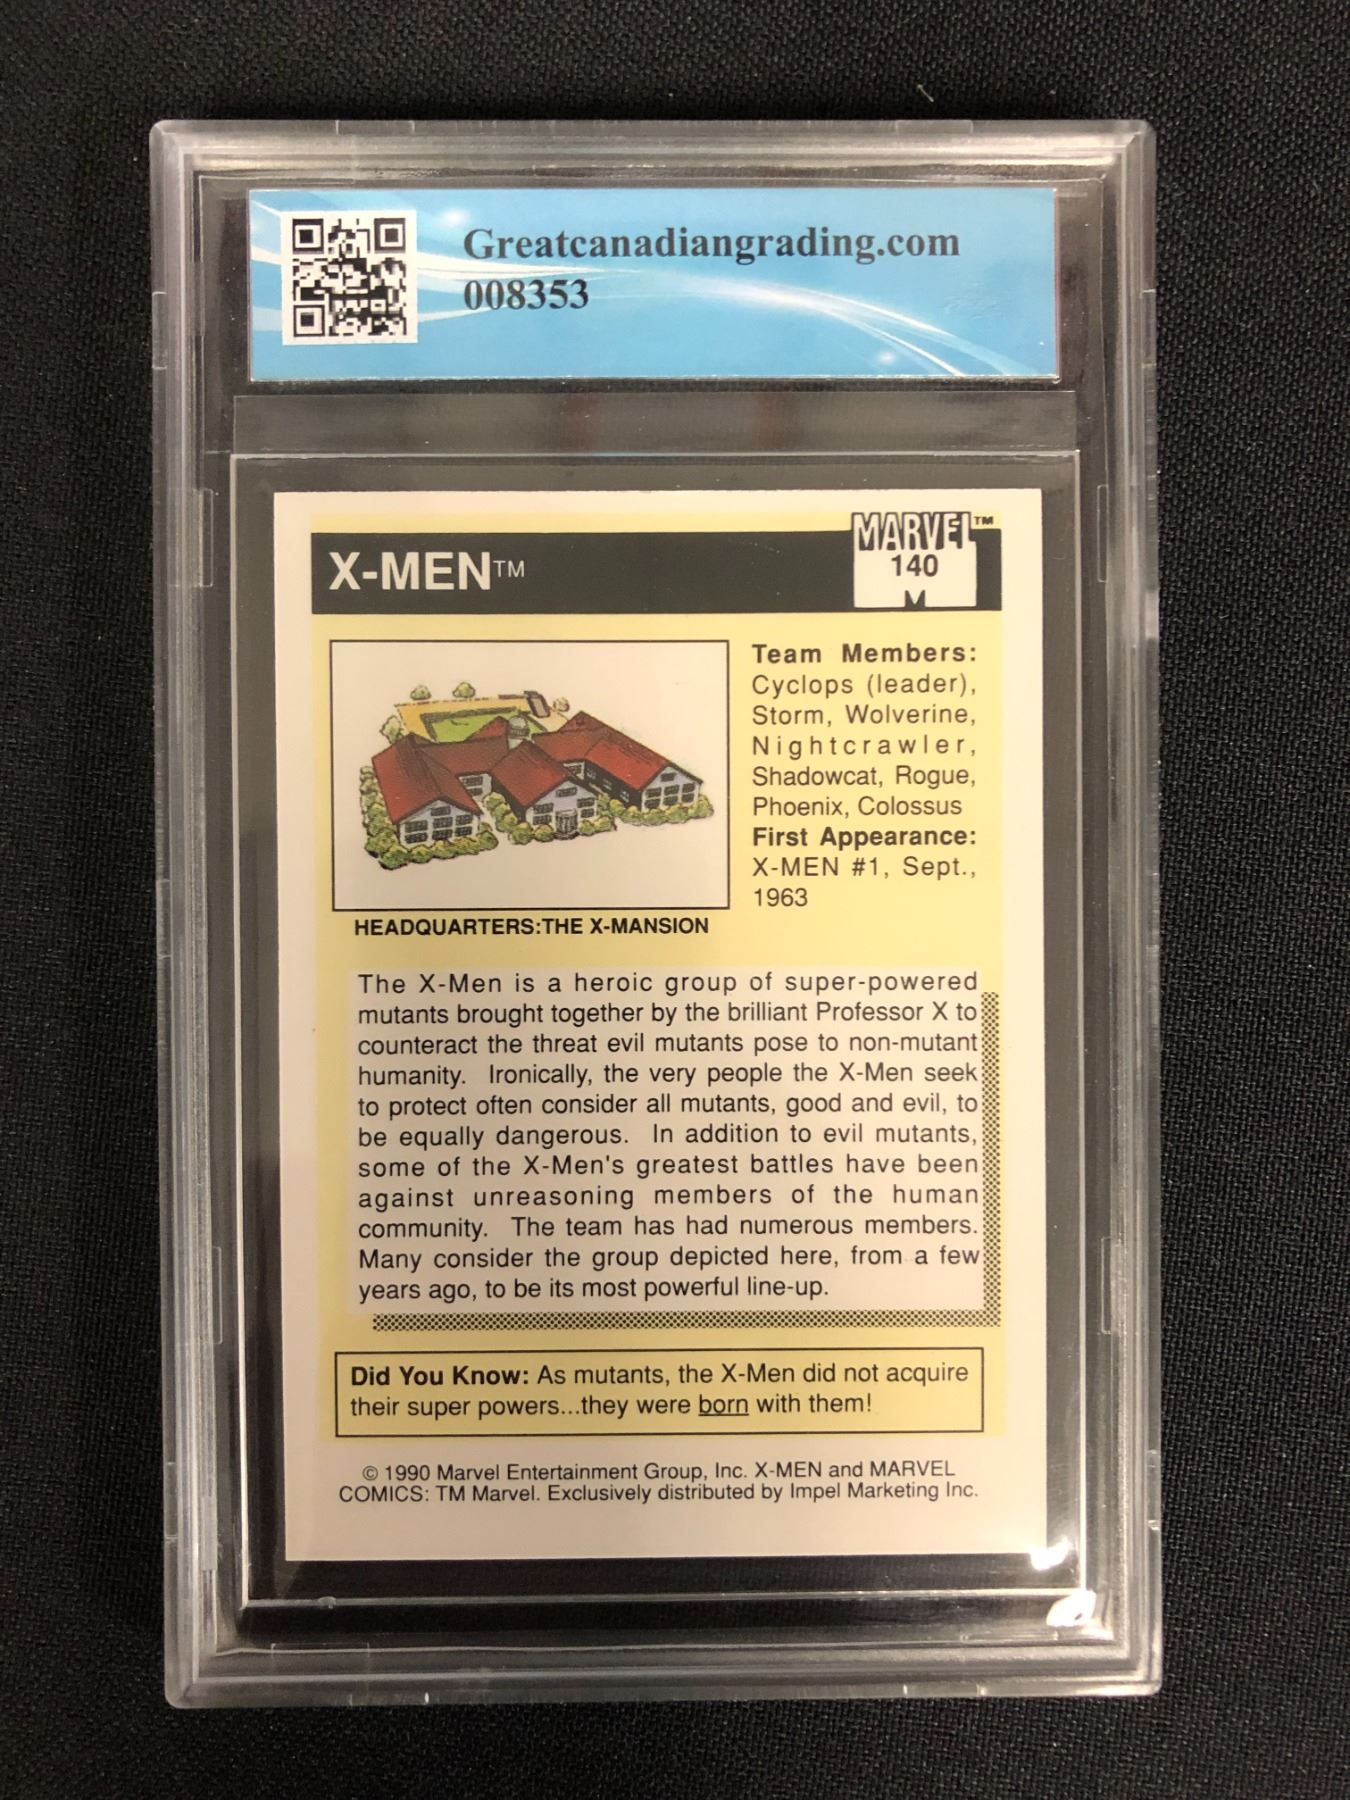 Greatcanadiangrading.com
008353
X-MEN™
MARVEL™
140
M
Team Members:
Cyclops (leader),
Storm, Wolverine,
Nightcrawler,
Shadowcat, Rogue,
Phoenix, Colossus
First Appearance:
X-MEN #1, Sept.,
1963
HEADQUARTERS:THE X-MANSION
The X-Men is a heroic group of super-powered
mutants brought together by the brilliant Professor X to
counteract the threat evil mutants pose to non-mutant
humanity. Ironically, the very people the X-Men seek
to protect often consider all mutants, good and evil, to
be equally dangerous. In addition to evil mutants,
some of the X-Men's greatest battles have been
against unreasoning members of the human
community. The team has had numerous members.
Many consider the group depicted here, from a few
years ago, to be its most powerful line-up.
Did You Know: As mutants, the X-Men did not acquire
their super powers...they were born with them!
© 1990 Marvel Entertainment Group, Inc. X-MEN and MARVEL
COMICS: TM Marvel. Exclusively distributed by Impel Marketing Inc.